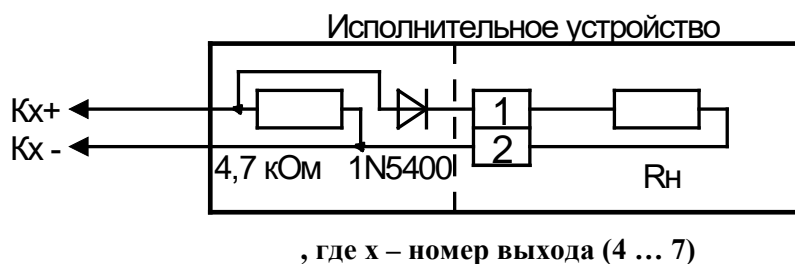 Исполнительное устройство
Кх+
Кх -
1
2
4,7 кОм
1N5400
Rн
, где х – номер выхода (4 … 7)